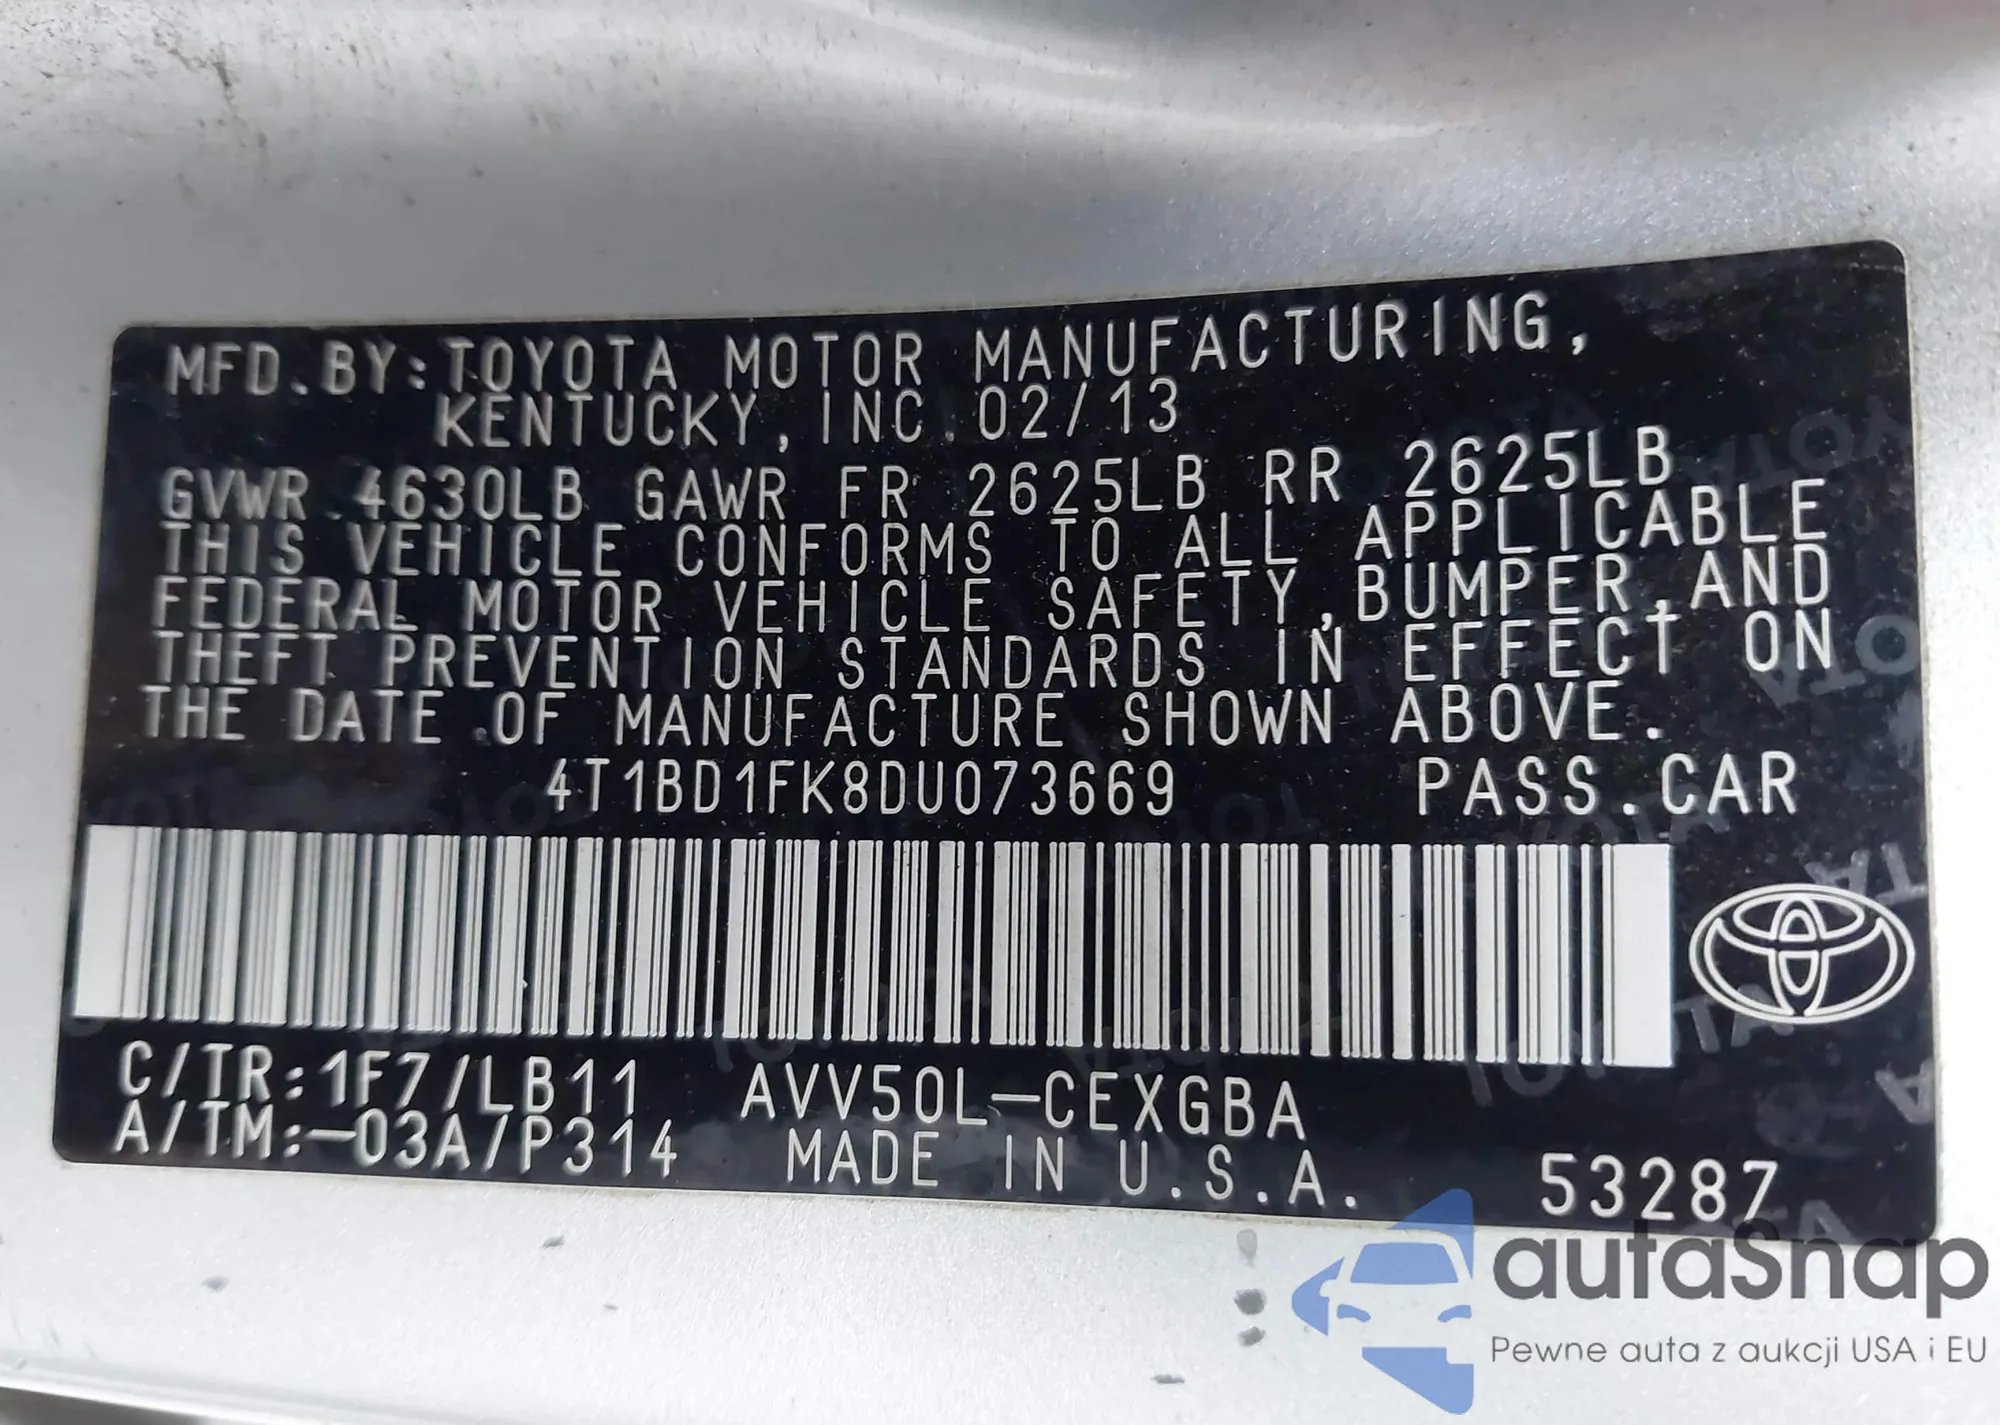 MFD.BY:TOYOTA MOTOR MANUFACTURING,
KENTUCKY,INC.02/13
GVWR 4630LB GAWR FR 2625LB RR 2625LB
THIS VEHICLE CONFORMS TO ALL APPLICABLE
FEDERAL MOTOR VEHICLE SAFETY,BUMPER,AND
THEFT PREVENTION STANDARDS IN EFFECT ON
THE DATE OF MANUFACTURE SHOWN ABOVE.
4T1BD1FK8DU073669 PASS.CAR
C/TR:1F7/LB11 AVV50L-CEXGBA
A/TM:-03A/P314 MADE IN U.S.A. 53287
autaSnap
Pewne auta z aukcji USA i EU